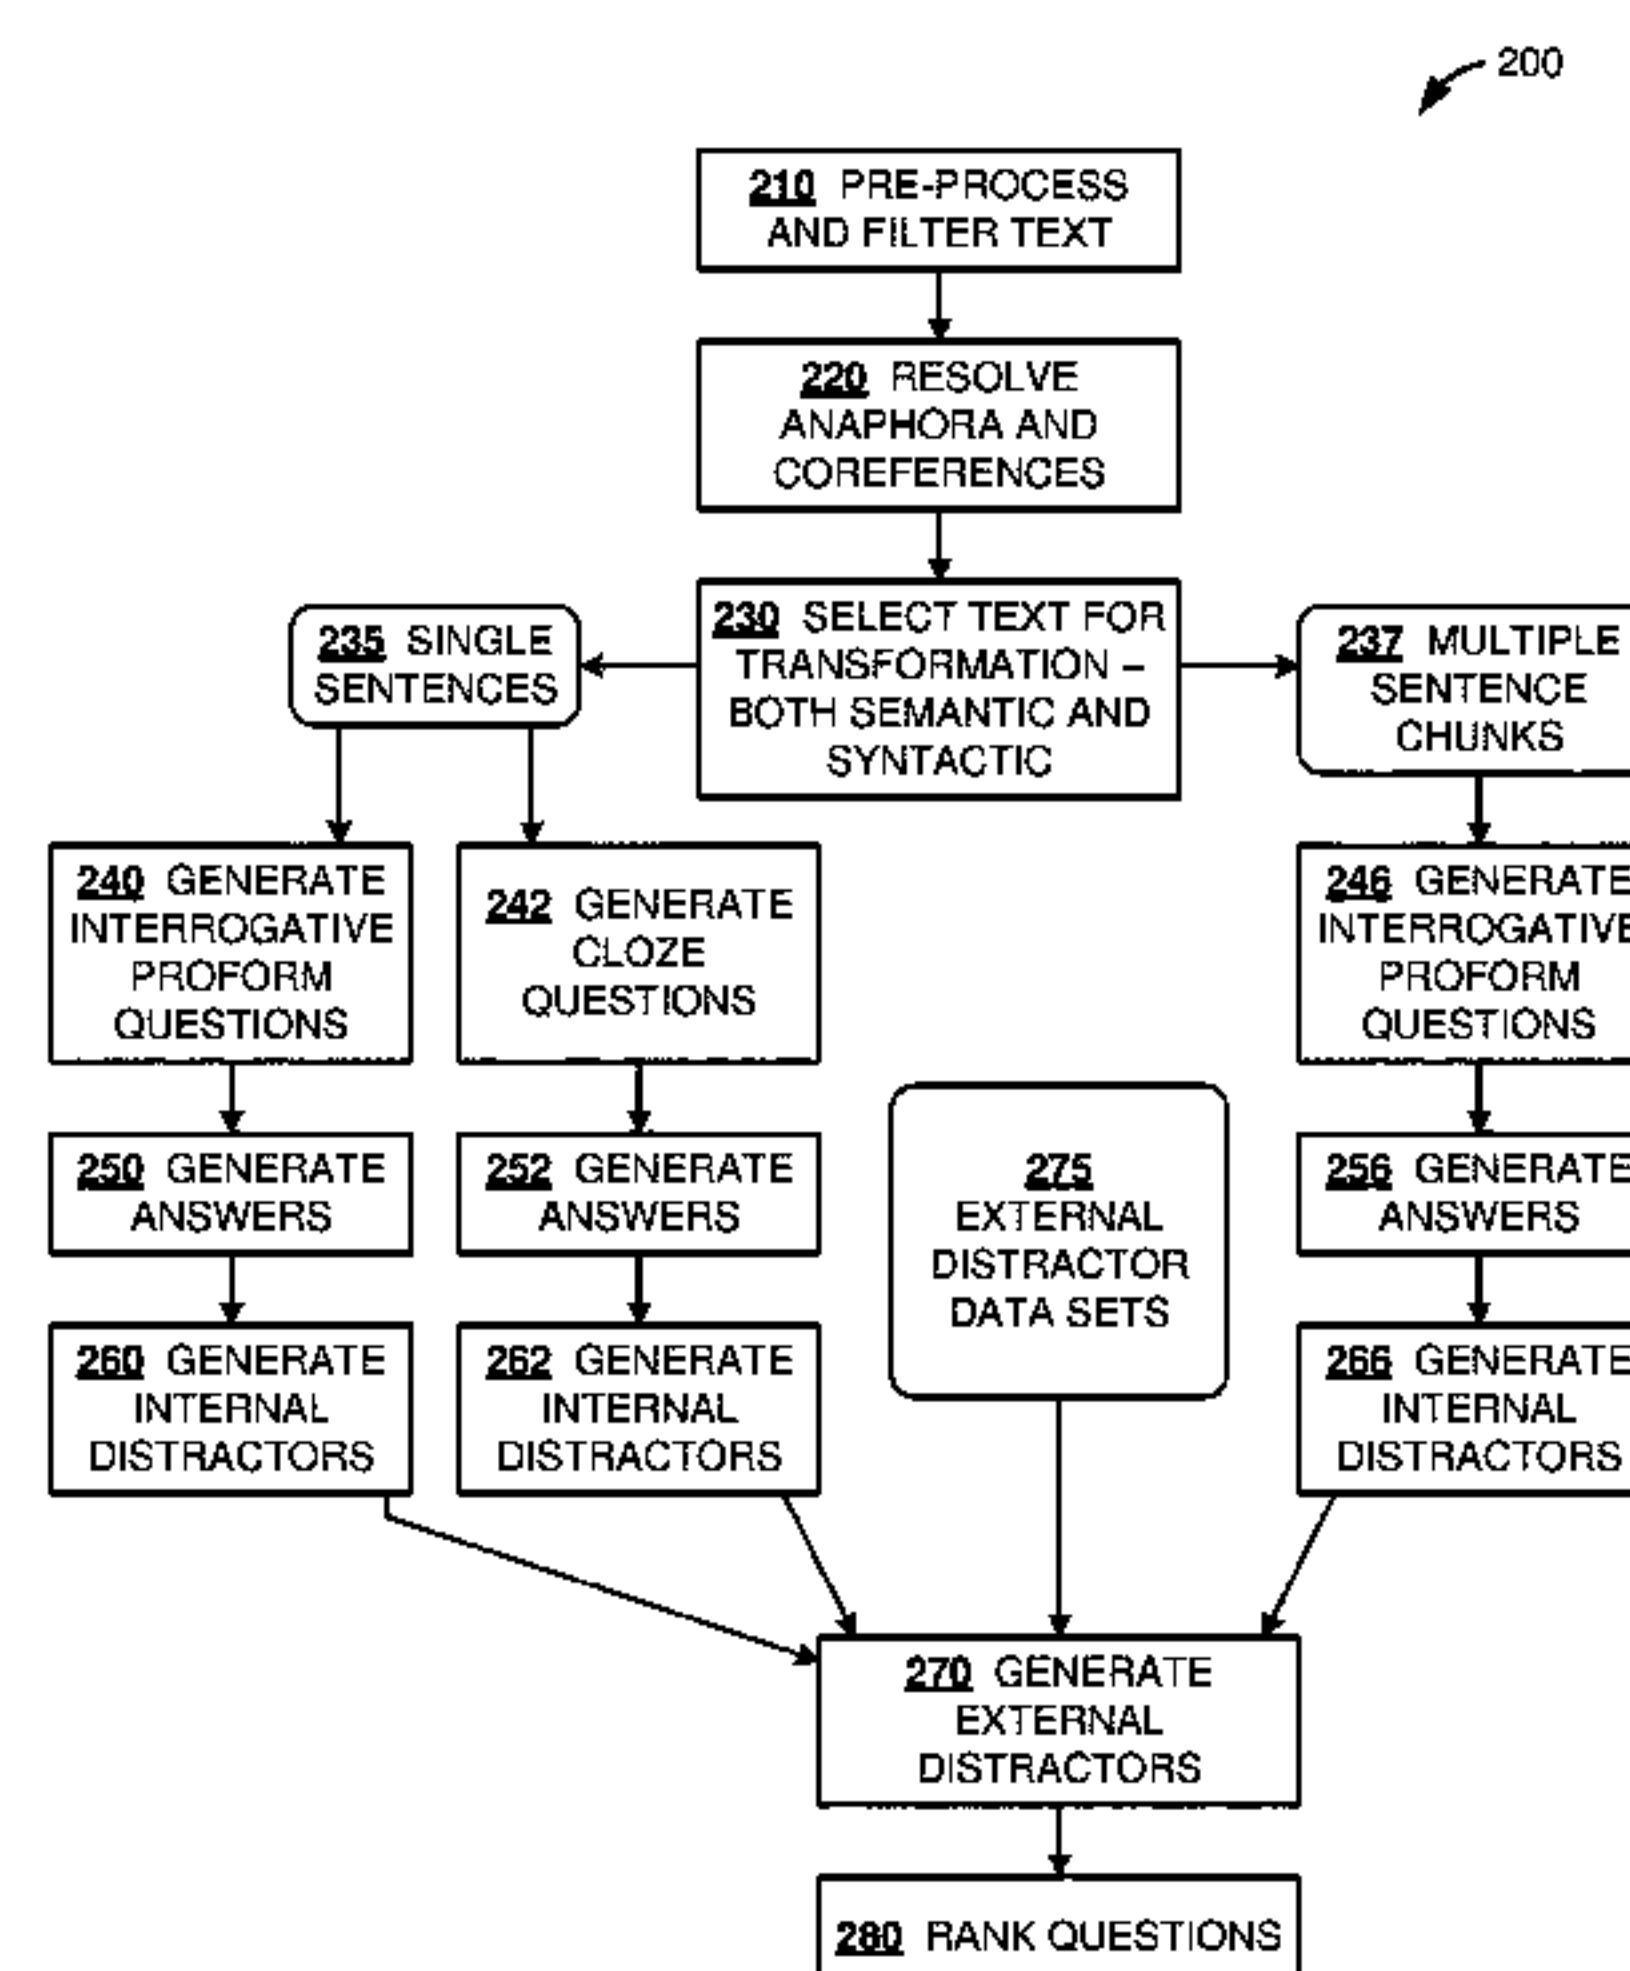 200
210 PRE-PROCESS
AND FILTER TEXT
220 RESOLVE
ANAPHORA AND
COREFERENCES
230 SELECT TEXT FOR
TRANSFORMATION –
BOTH SEMANTIC AND
SYNTACTIC
235 SINGLE
SENTENCES
237 MULTIPLE
SENTENCE
CHUNKS
240 GENERATE
INTERROGATIVE
PROFORM
QUESTIONS
242 GENERATE
CLOZE
QUESTIONS
246 GENERATE
INTERROGATIVE
PROFORM
QUESTIONS
250 GENERATE
ANSWERS
252 GENERATE
ANSWERS
275
EXTERNAL
DISTRACTOR
DATA SETS
256 GENERATE
ANSWERS
260 GENERATE
INTERNAL
DISTRACTORS
262 GENERATE
INTERNAL
DISTRACTORS
266 GENERATE
INTERNAL
DISTRACTORS
270 GENERATE
EXTERNAL
DISTRACTORS
280 RANK QUESTIONS